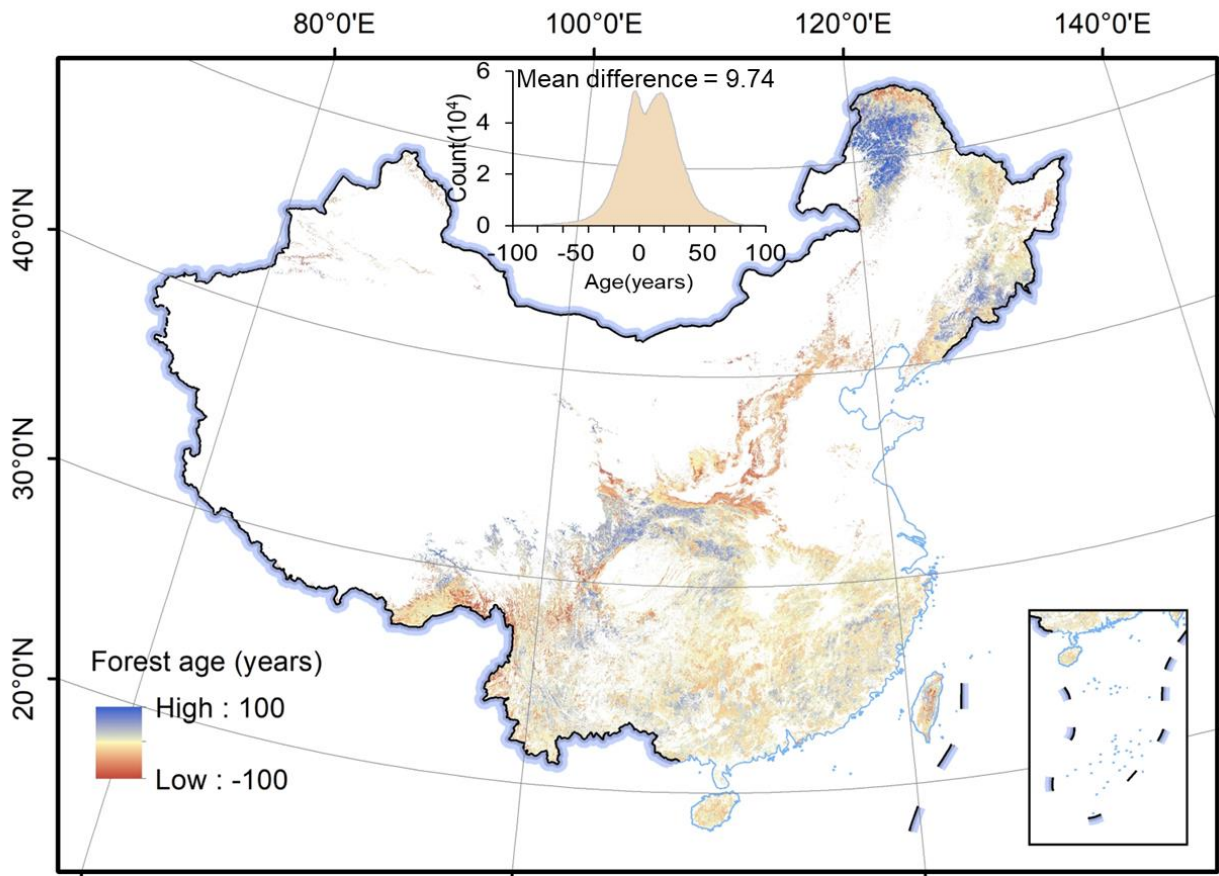 80°0'E 100°0'E 120°0'E 140°0'E
40°0'N
30°0'N
20°0'N
Mean difference = 9.74
Count(10⁴)
6
4
2
0
-100 -50 0 50 100
Age(years)
Forest age (years)
High : 100
Low : -100